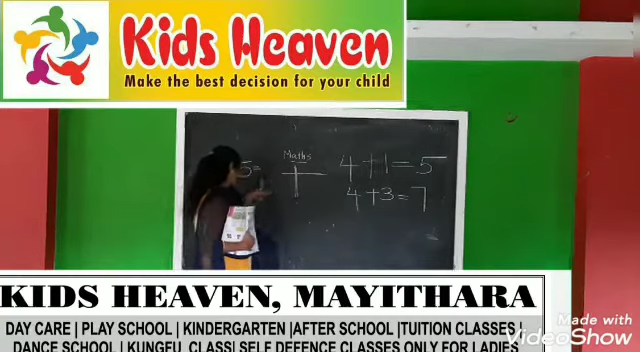 Kids Heaven
Make the best decision for your child
Maths
5=
4+1=5
4+3=7
KIDS HEAVEN, MAYITHARA
DAY CARE | PLAY SCHOOL | KINDERGARTEN |AFTER SCHOOL |TUITION CLASSES |
DANCE SCHOOL | KUNGFU CLASS| SELF DEFENCE CLASSES ONLY FOR LADIES
Made with
VideoShow